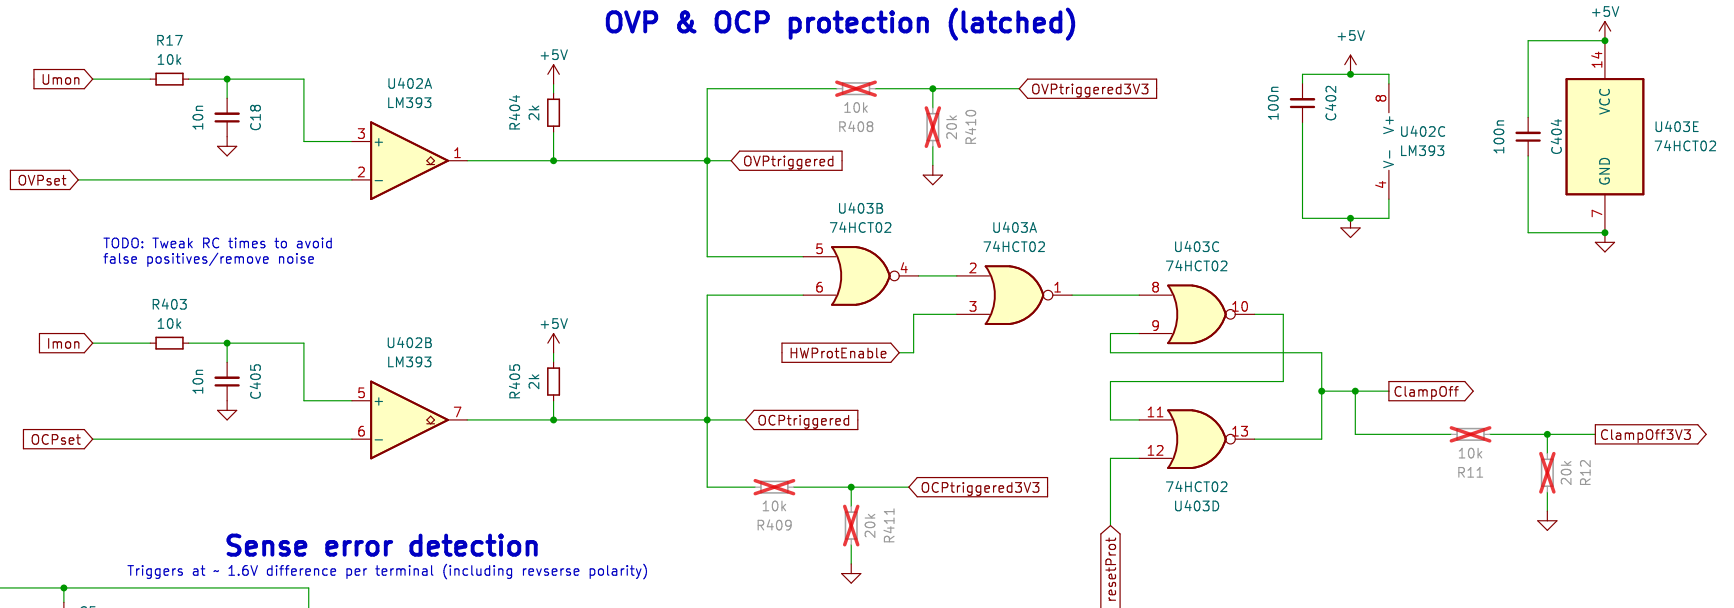 OVP & OCP protection (latched)
R17
10k
Umon
10n
C18
U402A
LM393
3
+
2
−
1
OVPset
+5V
R404
2k
OVPtriggered
10k
R408
20k
R410
OVPtriggered3V3
+5V
100n
C402
8
V+
V−
4
U402C
LM393
+5V
14
VCC
GND
7
100n
C404
U403E
74HCT02
TODO: Tweak RC times to avoid
false positives/remove noise
R403
10k
Imon
10n
C405
U402B
LM393
5
+
6
−
7
OCPset
+5V
R405
2k
OCPtriggered
10k
R409
20k
R411
OCPtriggered3V3
U403B
74HCT02
5
6
4
U403A
74HCT02
2
3
1
HWProtEnable
U403C
74HCT02
8
9
10
11
12
13
74HCT02
U403D
resetProt
ClampOff
10k
R11
20k
R12
ClampOff3V3
Sense error detection
Triggers at ~ 1.6V difference per terminal (including revserse polarity)